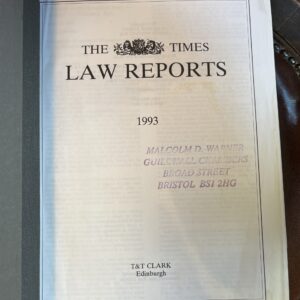 THE TIMES
LAW REPORTS
1993
MALCOLM D. WARNER
GUILDHALL CHAMBERS
BROAD STREET
BRISTOL BS1 2HG
T&T CLARK
Edinburgh